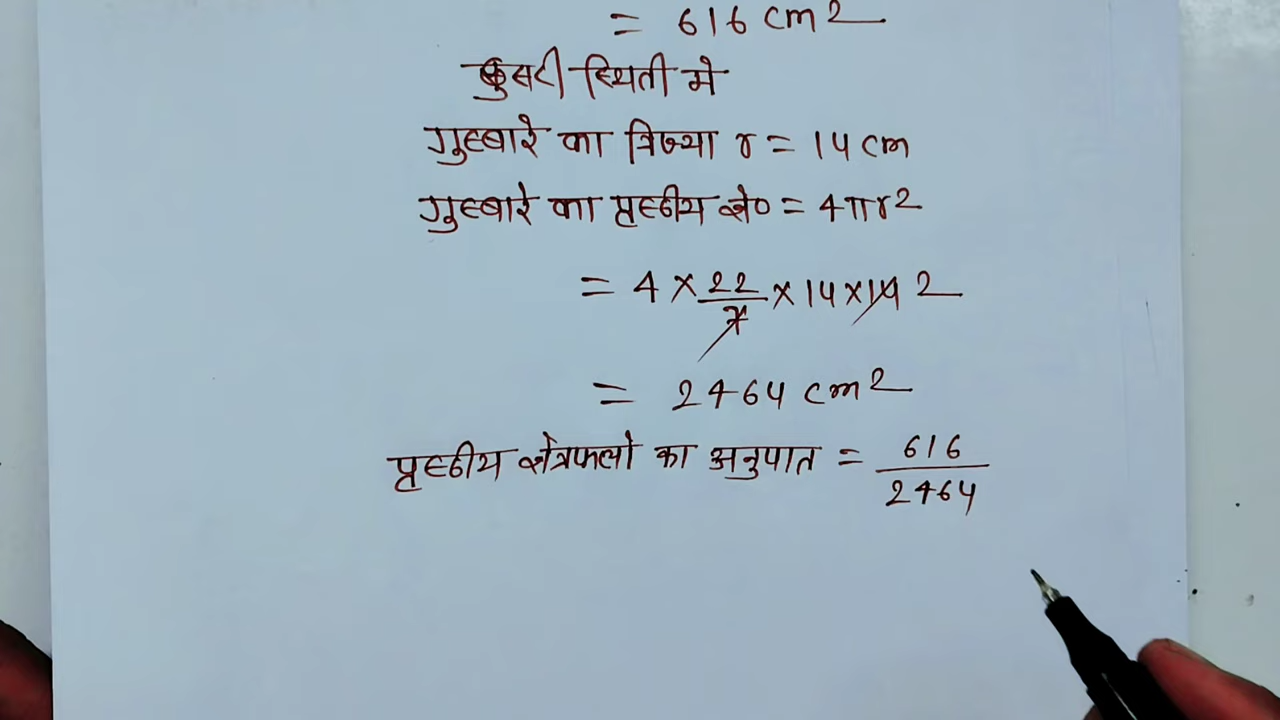 = 616 cm2
दुसरी स्थिती मे
गुब्बारे का त्रिज्या r = 14 cm
गुब्बारे का पृष्ठीय क्षे० = 4πr2
= 4 × 22/7 × 14 × 14 2
= 2464 cm2
पृष्ठीय क्षेत्रफलो का अनुपात = 616/2464